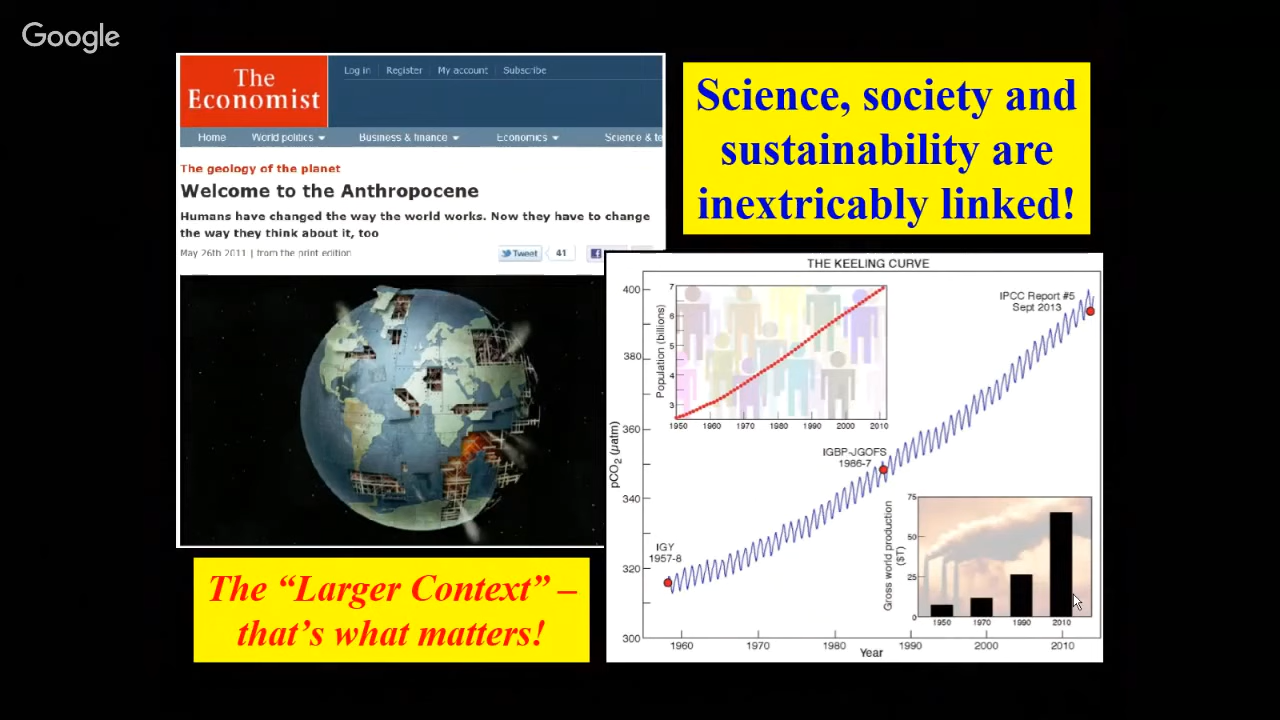 Google
The
Economist
Log in | Register | My account | Subscribe
Home World politics Business & finance Economics Science & te
The geology of the planet
Welcome to the Anthropocene
Humans have changed the way the world works. Now they have to change
the way they think about it, too
May 26th 2011 | from the print edition
Tweet 41
Science, society and
sustainability are
inextricably linked!
The “Larger Context” –
that’s what matters!
THE KEELING CURVE
pCO₂ (µatm)
400
380
360
340
320
300
1960 1970 1980 1990 2000 2010
Year
IGY
1957-8
IGBP-JGOFS
1986-7
IPCC Report #5
Sept 2013
Population (billions)
7
6
5
4
3
1950 1960 1970 1980 1990 2000 2010
Gross world production
($T)
75
50
25
0
1950 1970 1990 2010